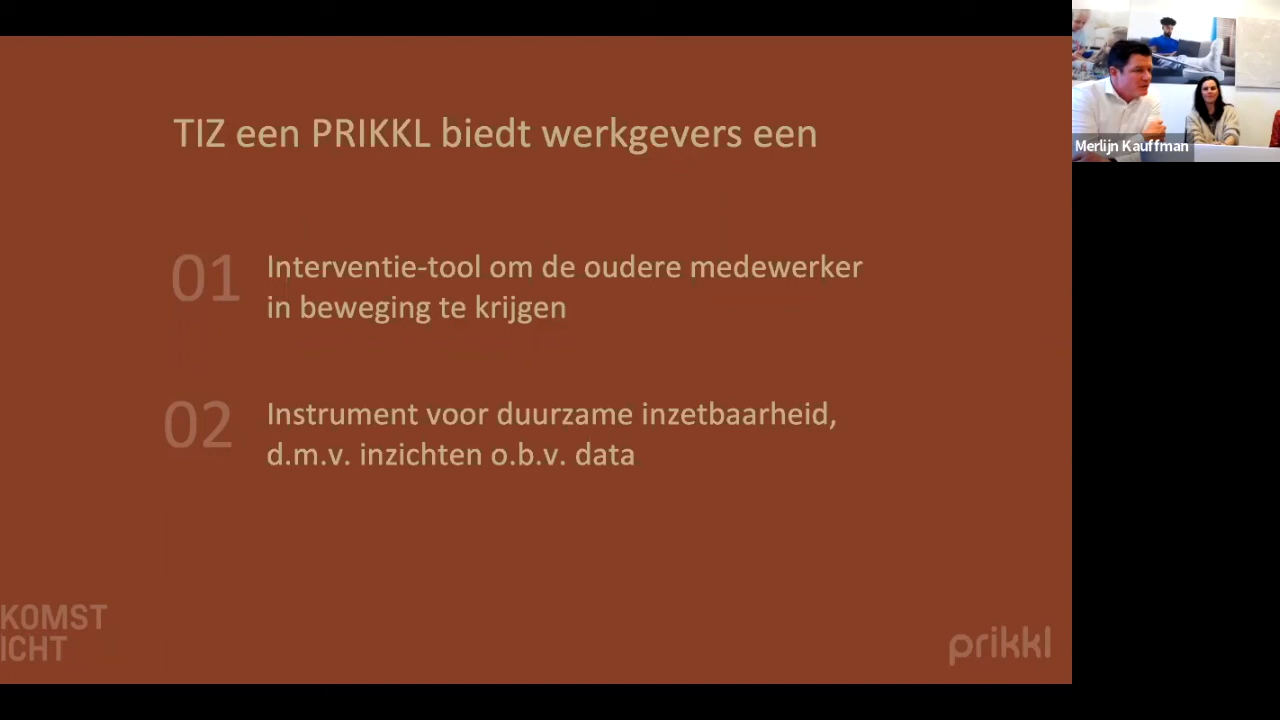 TIZ een PRIKKL biedt werkgevers een
01
Interventie-tool om de oudere medewerker
in beweging te krijgen
02
Instrument voor duurzame inzetbaarheid,
d.m.v. inzichten o.b.v. data
KOMST
ICHT
prikkl
Merlijn Kauffman